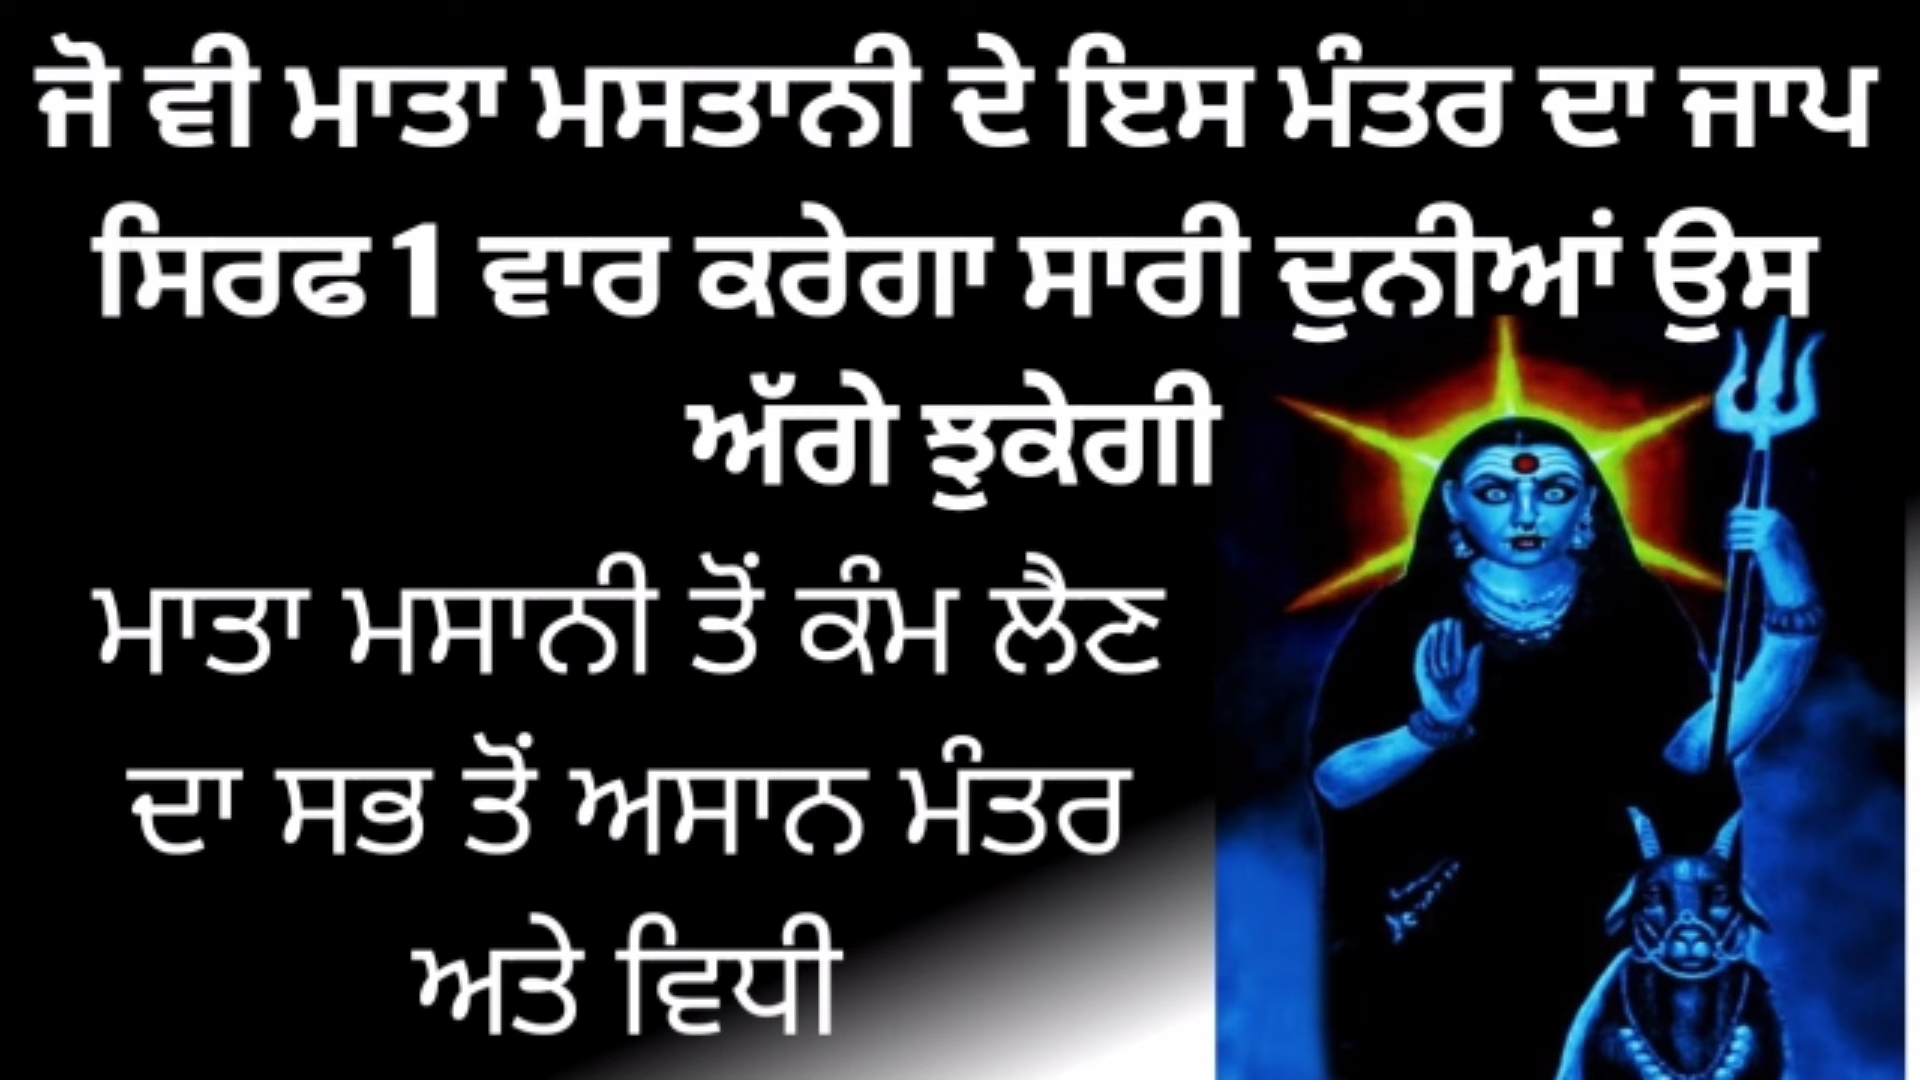 ਜੋ ਵੀ ਮਾਤਾ ਮਸਤਾਨੀ ਦੇ ਇਸ ਮੰਤਰ ਦਾ ਜਾਪ
ਸਿਰਫ 1 ਵਾਰ ਕਰੇਗਾ ਸਾਰੀ ਦੁਨੀਆਂ ਉਸ
ਅੱਗੇ ਝੁਕੇਗੀ
ਮਾਤਾ ਮਸਾਨੀ ਤੋਂ ਕੰਮ ਲੈਣ
ਦਾ ਸਭ ਤੋਂ ਅਸਾਨ ਮੰਤਰ
ਅਤੇ ਵਿਧੀ